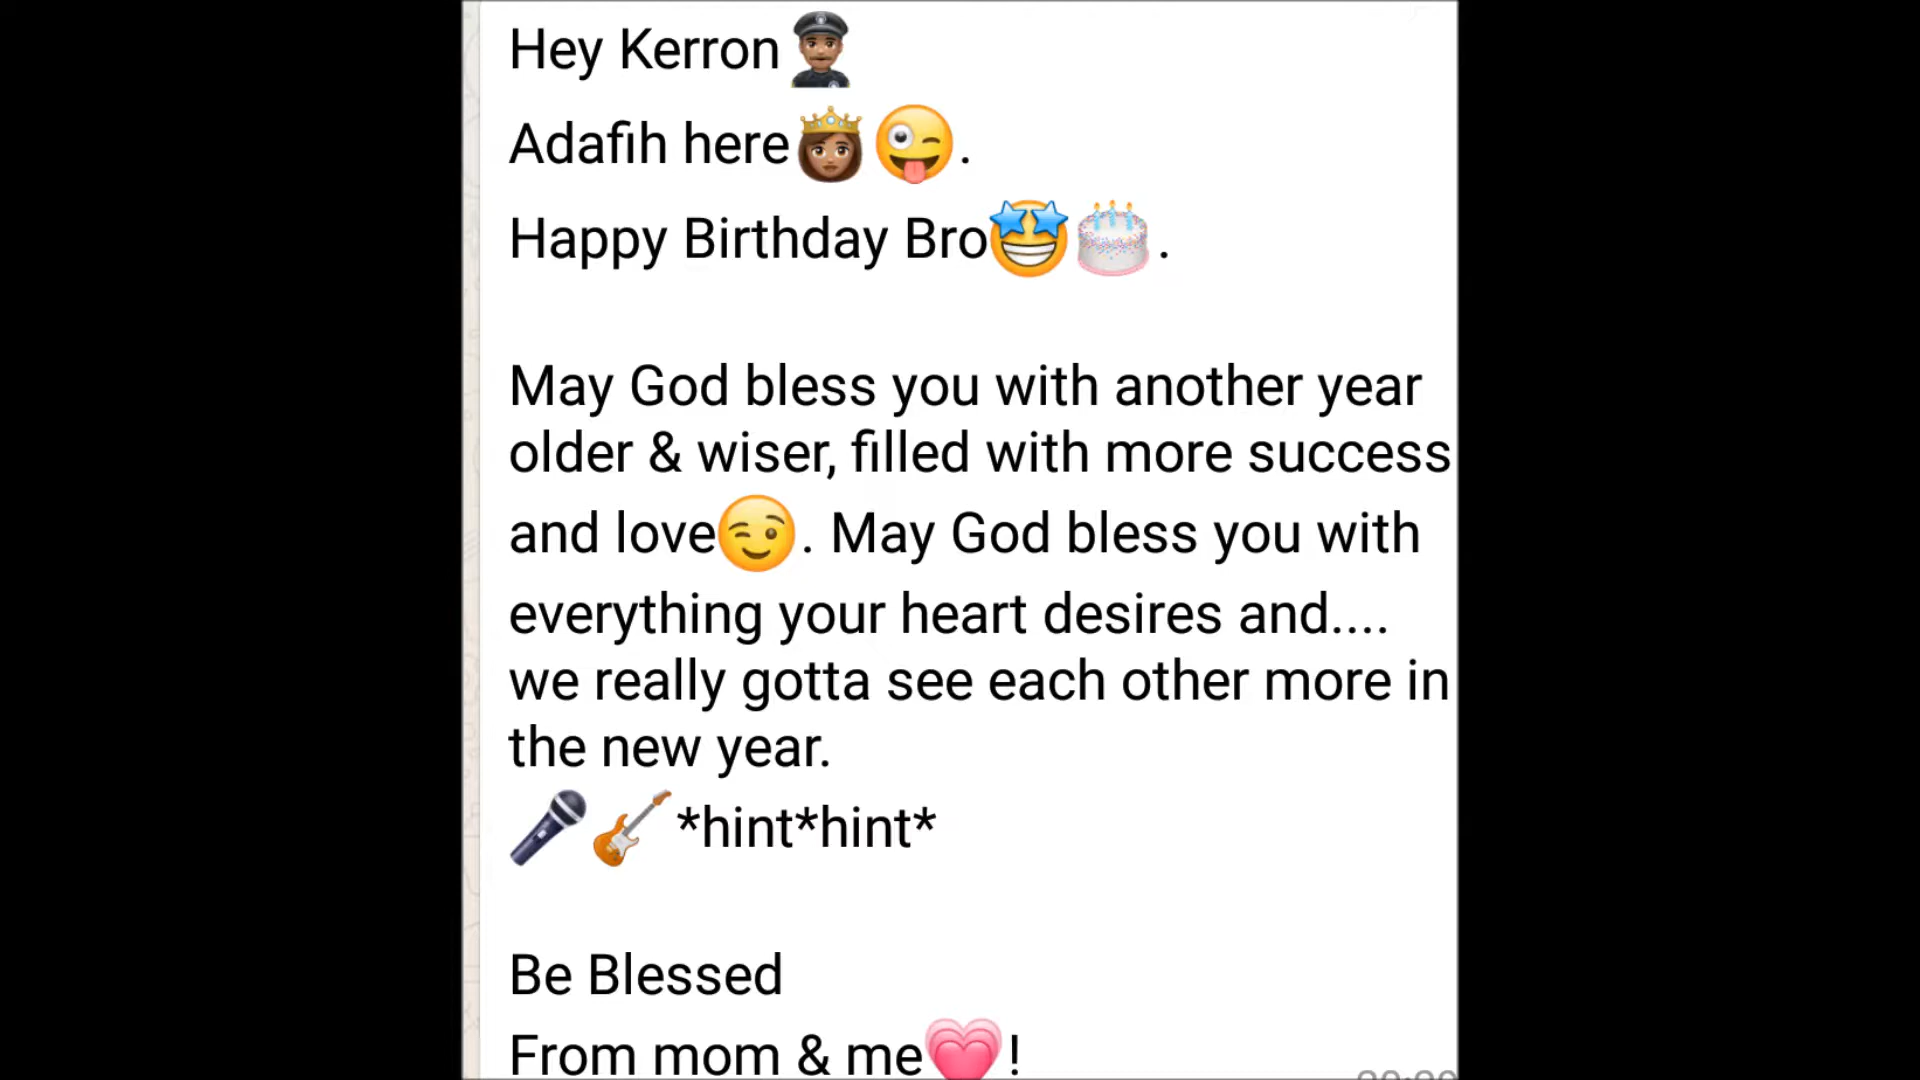 Hey Kerron👮🏽‍♂️
Adafih here👸🏽😜.
Happy Birthday Bro🤩🎂.
May God bless you with another year
older & wiser, filled with more success
and love😉. May God bless you with
everything your heart desires and....
we really gotta see each other more in
the new year.
🎤🎸*hint*hint*
Be Blessed
From mom & me💗!